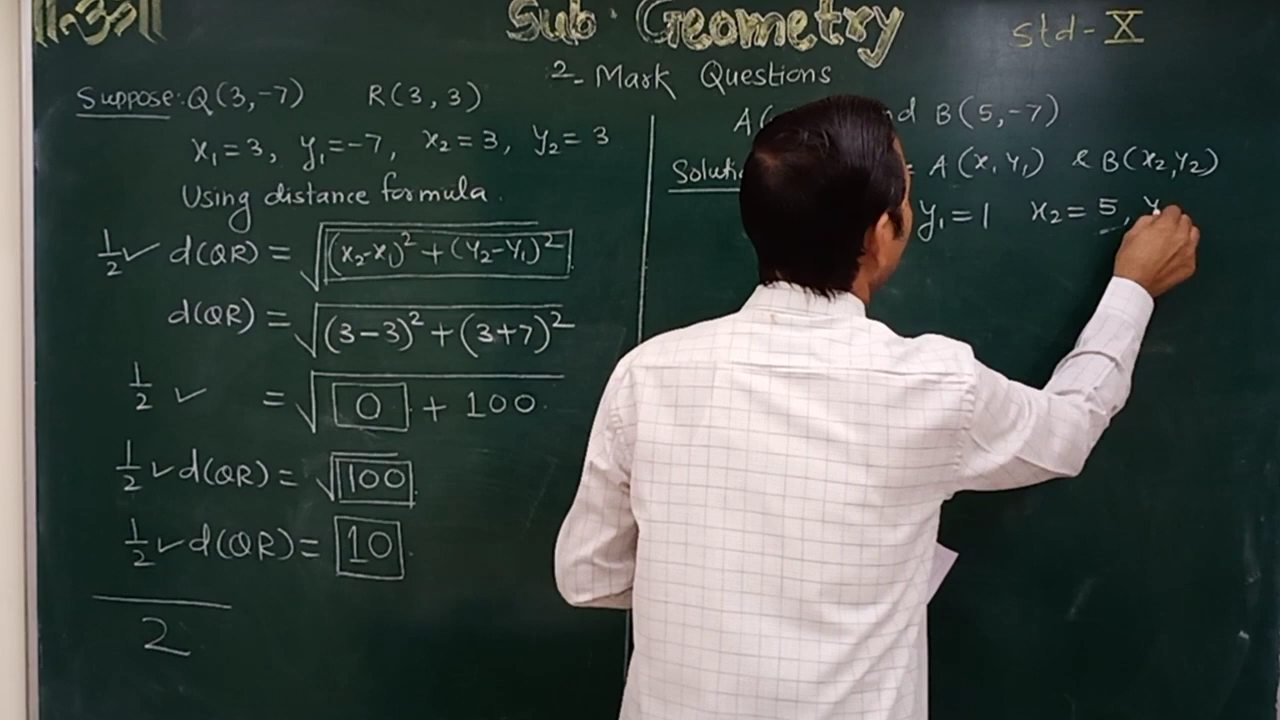 ॥ॐ॥
Sub. Geometry
std - X
2- Mark Questions
Suppose: Q(3,-7) R(3, 3)
x₁=3, y₁=-7, x₂=3, y₂=3
Using distance formula.
1/2 ✓ d(QR) = √(x₂-x₁)² + (y₂-y₁)²
d(QR) = √(3-3)² + (3+7)²
1/2 ✓ = √0 + 100
1/2 ✓ d(QR) = √100
1/2 ✓ d(QR) = 10
2
A( B(5,-7)
= A(x, y₁) & B(x₂, y₂)
y₁=1 x₂=5,